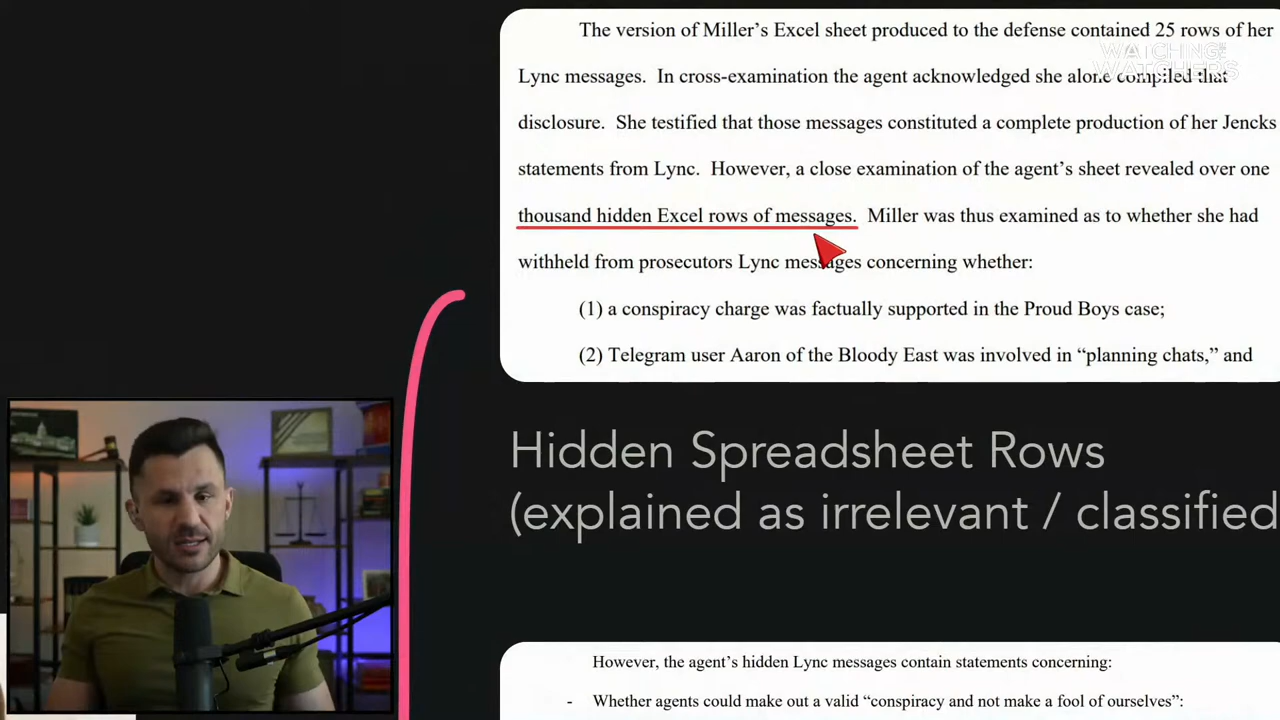 The version of Miller’s Excel sheet produced to the defense contained 25 rows of her
WATCHING THE
WATCHERS
Lync messages.  In cross-examination the agent acknowledged she alone compiled that
disclosure.  She testified that those messages constituted a complete production of her Jencks
statements from Lync.  However, a close examination of the agent’s sheet revealed over one
thousand hidden Excel rows of messages.  Miller was thus examined as to whether she had
withheld from prosecutors Lync messages concerning whether:
(1) a conspiracy charge was factually supported in the Proud Boys case;
(2) Telegram user Aaron of the Bloody East was involved in “planning chats,” and
Hidden Spreadsheet Rows
(explained as irrelevant / classified
However, the agent’s hidden Lync messages contain statements concerning:
- Whether agents could make out a valid “conspiracy and not make a fool of ourselves”: